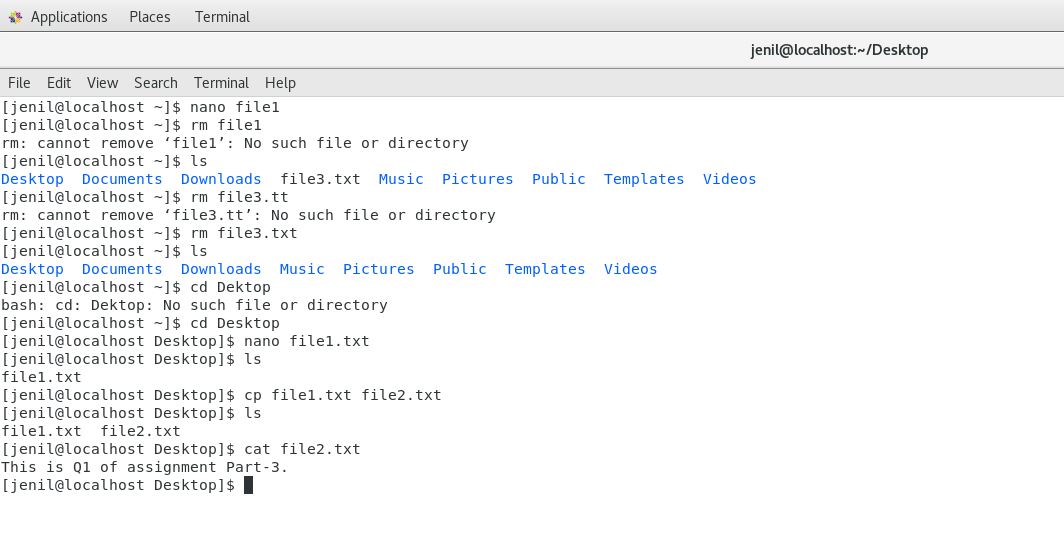 Applications Places Terminal
jenil@localhost:~/Desktop
File Edit View Search Terminal Help
[jenil@localhost ~]$ nano file1
[jenil@localhost ~]$ rm file1
rm: cannot remove ‘file1’: No such file or directory
[jenil@localhost ~]$ ls
Desktop  Documents  Downloads  file3.txt  Music  Pictures  Public  Templates  Videos
[jenil@localhost ~]$ rm file3.tt
rm: cannot remove ‘file3.tt’: No such file or directory
[jenil@localhost ~]$ rm file3.txt
[jenil@localhost ~]$ ls
Desktop  Documents  Downloads  Music  Pictures  Public  Templates  Videos
[jenil@localhost ~]$ cd Dektop
bash: cd: Dektop: No such file or directory
[jenil@localhost ~]$ cd Desktop
[jenil@localhost Desktop]$ nano file1.txt
[jenil@localhost Desktop]$ ls
file1.txt
[jenil@localhost Desktop]$ cp file1.txt file2.txt
[jenil@localhost Desktop]$ ls
file1.txt  file2.txt
[jenil@localhost Desktop]$ cat file2.txt
This is Q1 of assignment Part-3.
[jenil@localhost Desktop]$